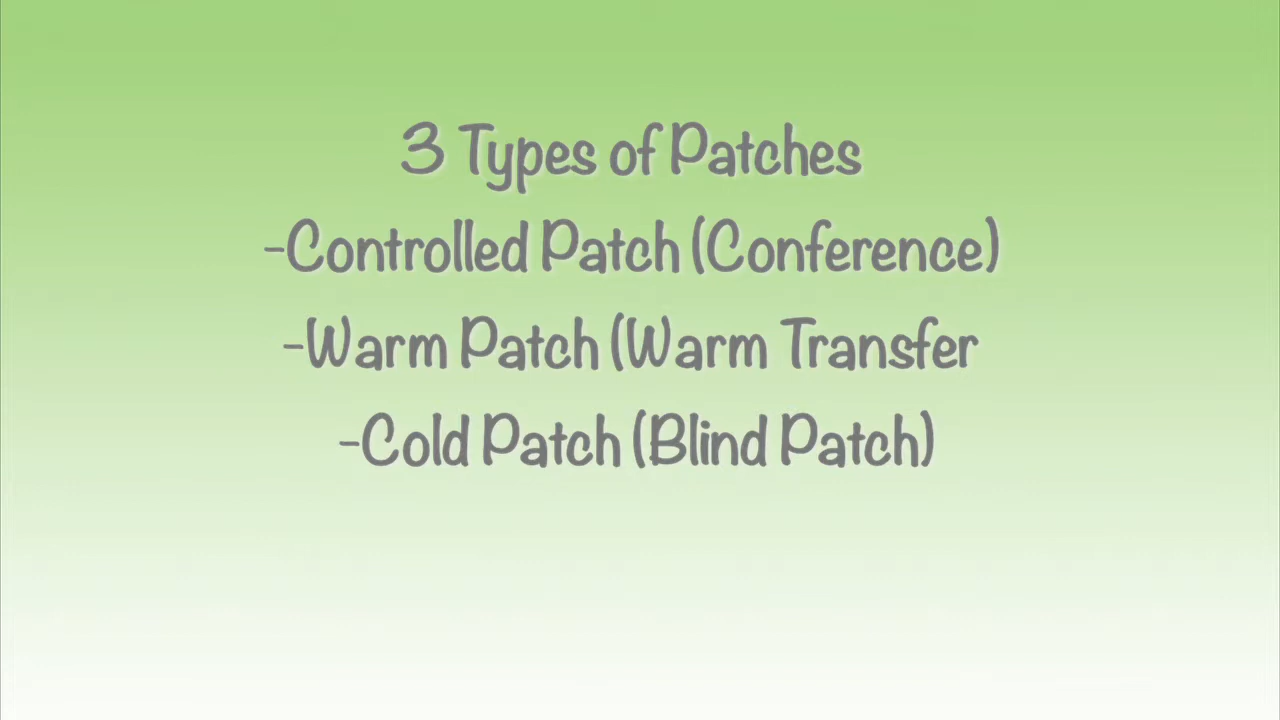 3 Types of Patches
-Controlled Patch (Conference)
-Warm Patch (Warm Transfer
-Cold Patch (Blind Patch)